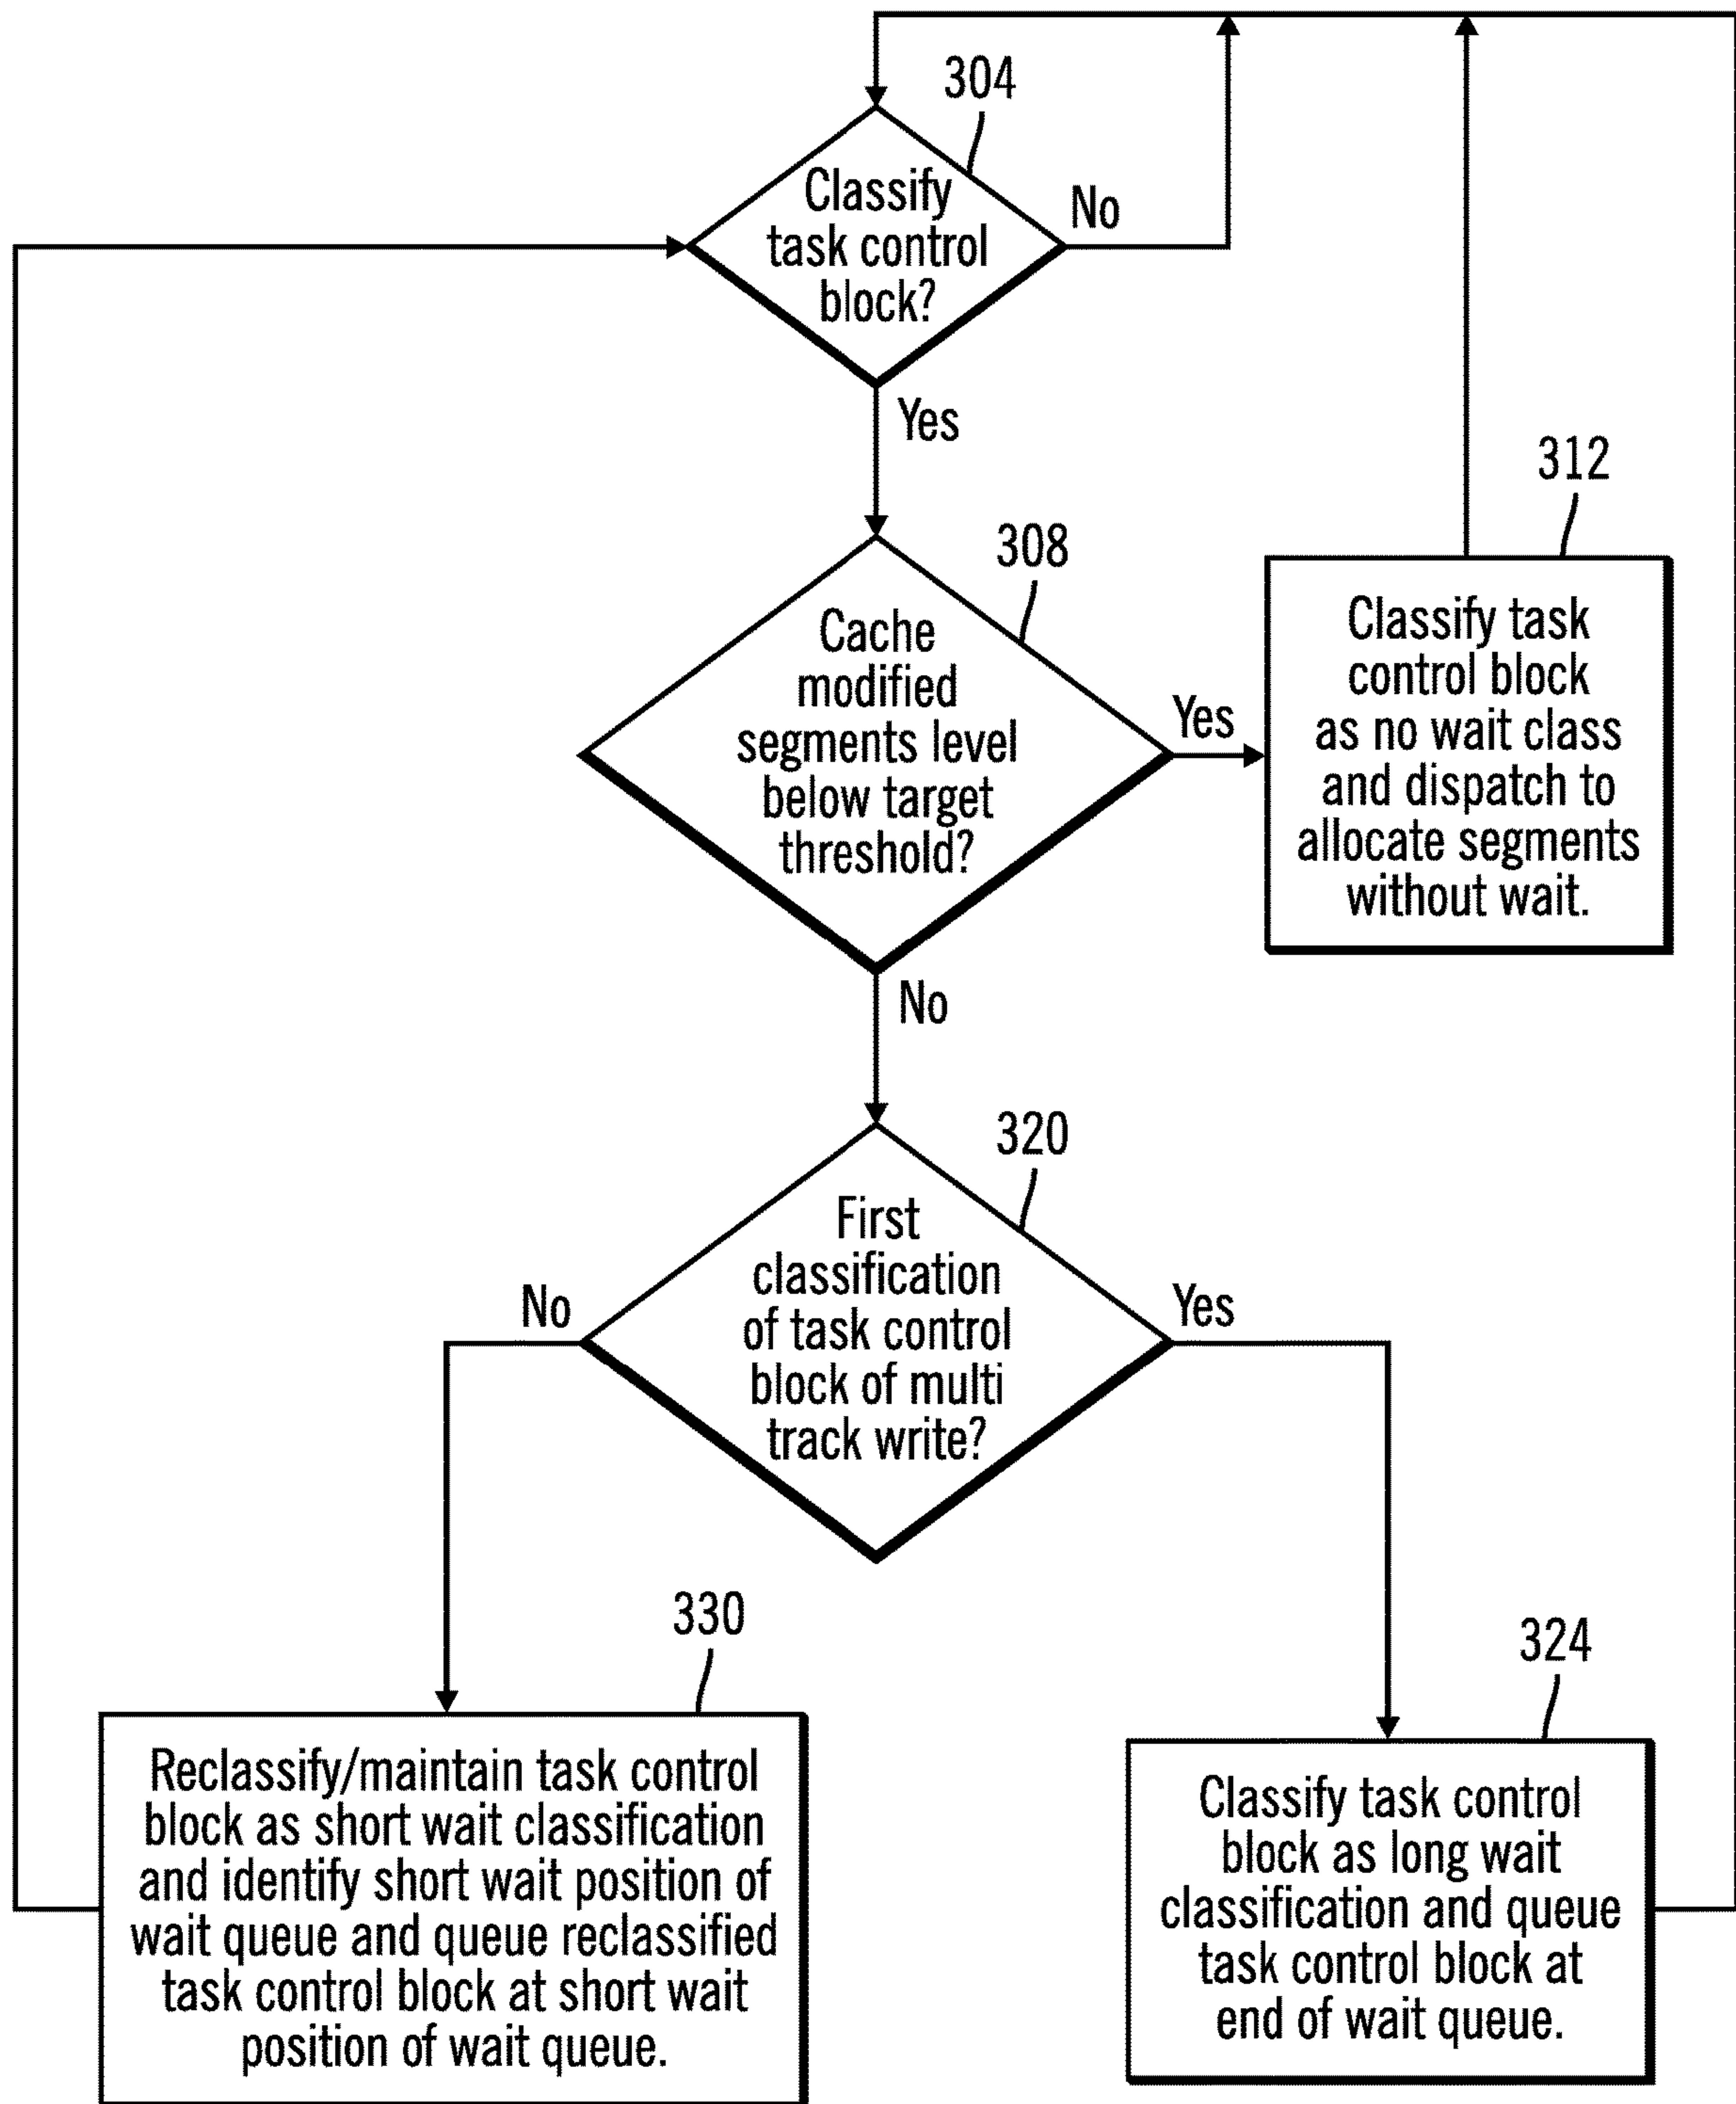 304
Classify
task control
block?
No
Yes
308
Cache
modified
segments level
below target
threshold?
Yes
No
312
Classify task
control block
as no wait class
and dispatch to
allocate segments
without wait.
320
First
classification
of task control
block of multi
track write?
No
Yes
330
Reclassify/maintain task control
block as short wait classification
and identify short wait position of
wait queue and queue reclassified
task control block at short wait
position of wait queue.
324
Classify task control
block as long wait
classification and queue
task control block at
end of wait queue.